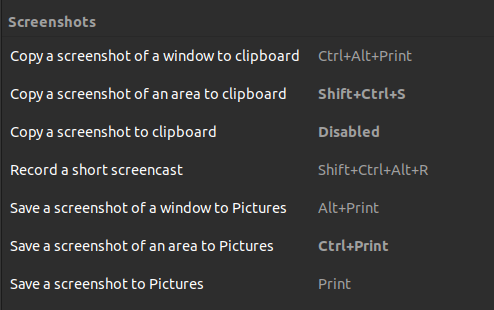 Screenshots
Copy a screenshot of a window to clipboard Ctrl+Alt+Print
Copy a screenshot of an area to clipboard Shift+Ctrl+S
Copy a screenshot to clipboard Disabled
Record a short screencast Shift+Ctrl+Alt+R
Save a screenshot of a window to Pictures Alt+Print
Save a screenshot of an area to Pictures Ctrl+Print
Save a screenshot to Pictures Print